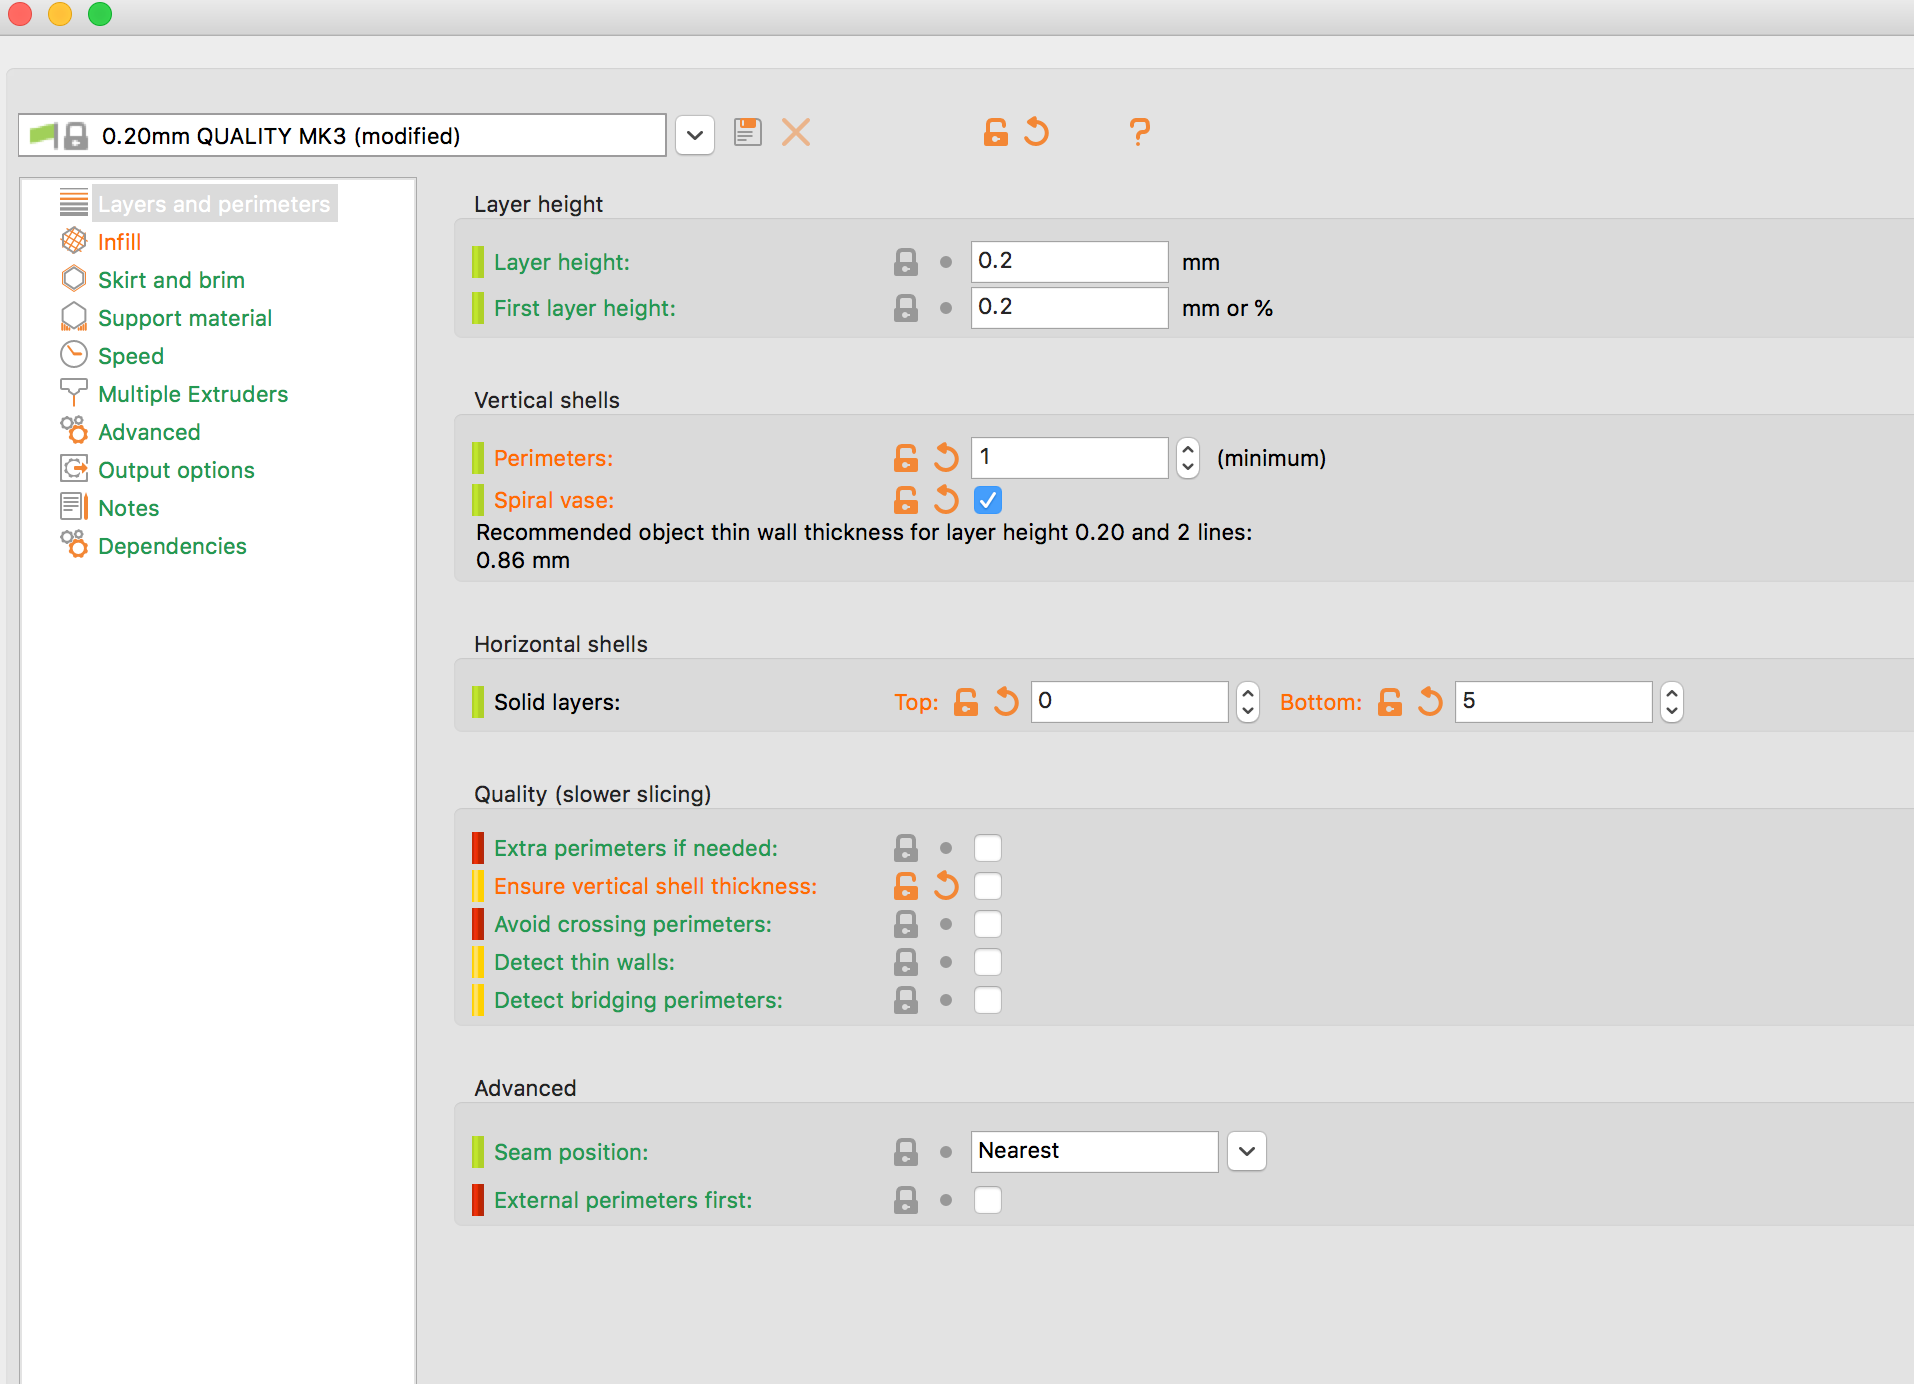 0.20mm QUALITY MK3 (modified)
?
Layers and perimeters
Infill
Skirt and brim
Support material
Speed
Multiple Extruders
Advanced
Output options
Notes
Dependencies
Layer height
Layer height: 0.2 mm
First layer height: 0.2 mm or %
Vertical shells
Perimeters: 1 (minimum)
Spiral vase:
Recommended object thin wall thickness for layer height 0.20 and 2 lines:
0.86 mm
Horizontal shells
Solid layers: Top: 0 Bottom: 5
Quality (slower slicing)
Extra perimeters if needed:
Ensure vertical shell thickness:
Avoid crossing perimeters:
Detect thin walls:
Detect bridging perimeters:
Advanced
Seam position: Nearest
External perimeters first: